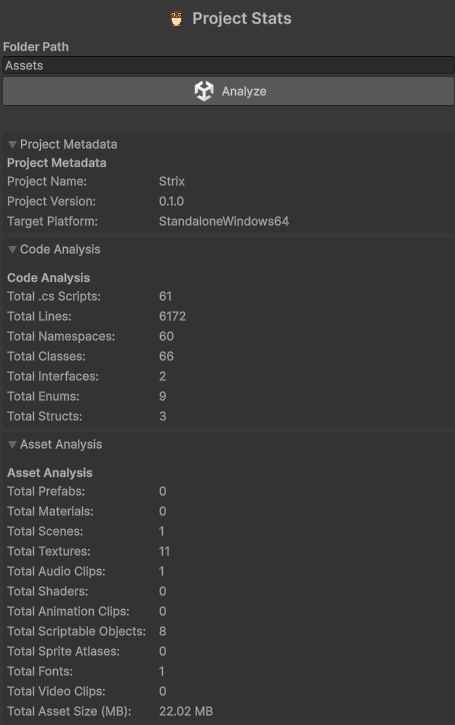 Project Stats
Folder Path
Assets
Analyze
Project Metadata
Project Metadata
Project Name: Strix
Project Version: 0.1.0
Target Platform: StandaloneWindows64
Code Analysis
Code Analysis
Total .cs Scripts: 61
Total Lines: 6172
Total Namespaces: 60
Total Classes: 66
Total Interfaces: 2
Total Enums: 9
Total Structs: 3
Asset Analysis
Asset Analysis
Total Prefabs: 0
Total Materials: 0
Total Scenes: 1
Total Textures: 11
Total Audio Clips: 1
Total Shaders: 0
Total Animation Clips: 0
Total Scriptable Objects: 8
Total Sprite Atlases: 0
Total Fonts: 1
Total Video Clips: 0
Total Asset Size (MB): 22.02 MB